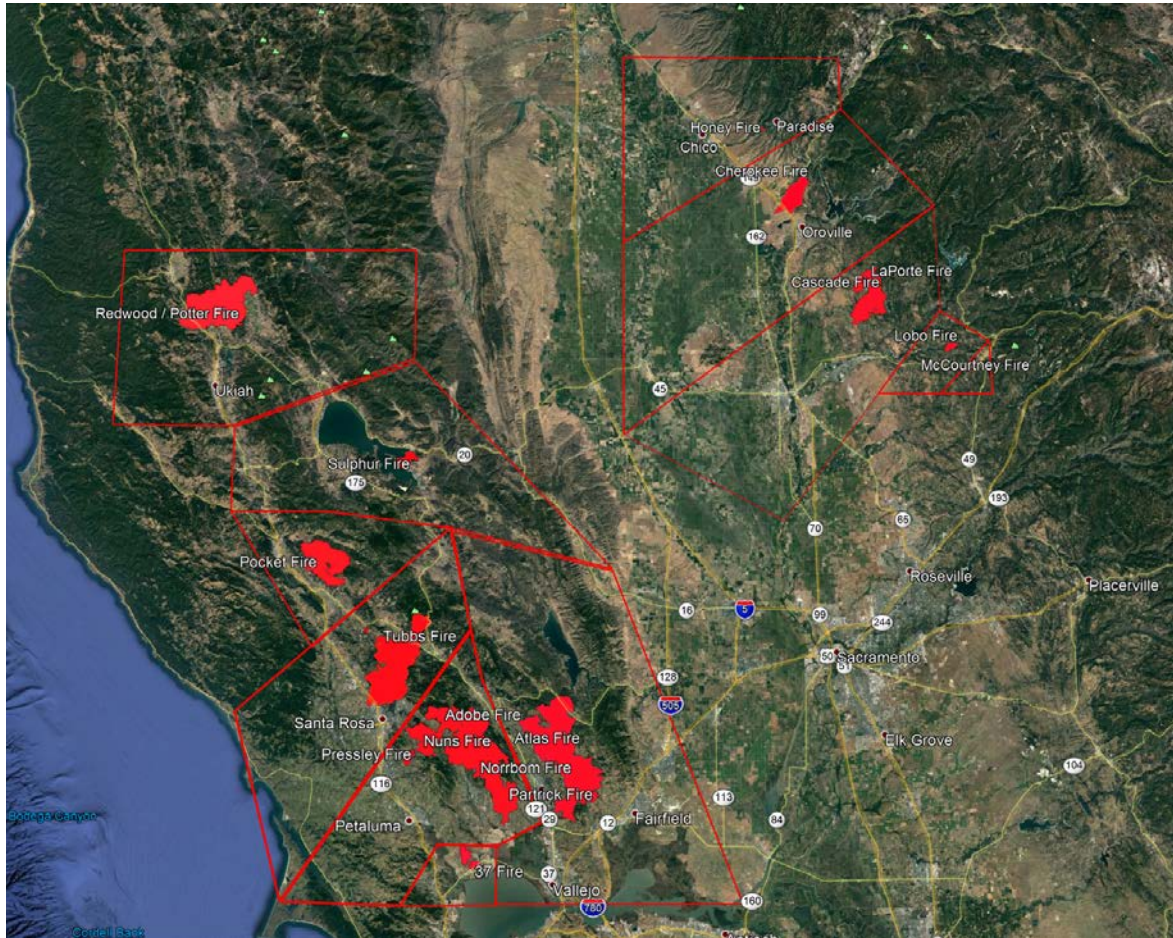 Honey Fire
Paradise
Chico
Cherokee Fire
149
Oroville
162
LaPorte Fire
Cascade Fire
Redwood / Potter Fire
Lobo Fire
McCourtney Fire
Ukiah
45
20
Sulphur Fire
175
49
193
65
70
Pocket Fire
Roseville
Placerville
16
5
99
244
Tubbs Fire
50
Sacramento
51
128
505
Santa Rosa
Adobe Fire
Nuns Fire
Atlas Fire
Pressley Fire
Elk Grove
Norrbom Fire
104
116
Partrick Fire
113
121
29
12
Fairfield
84
Petaluma
Bodega Canyon
37 Fire
37
Vallejo
160
780